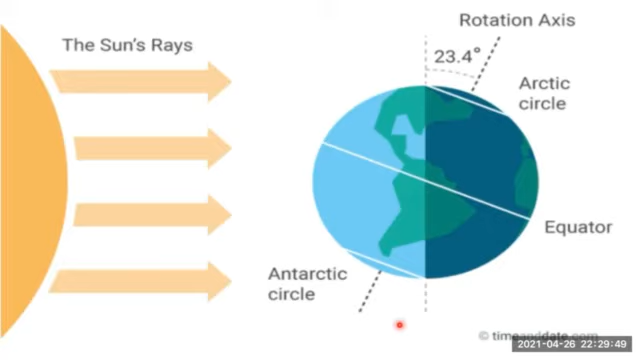 Rotation Axis
The Sun's Rays
23.4°
Arctic
circle
Equator
Antarctic
circle
© timeanddate.com
2021-04-26 22:29:49